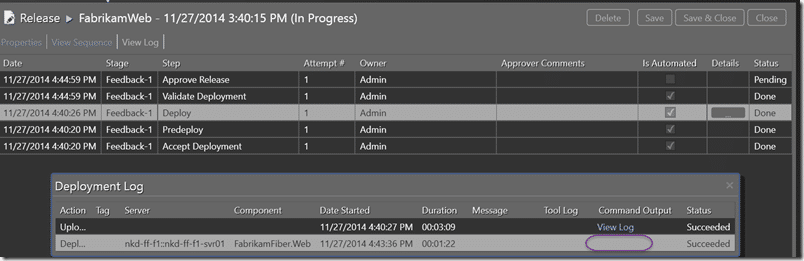 Release ▸ FabrikamWeb - 11/27/2014 3:40:15 PM (In Progress) Delete Save Save & Close Close
Properties View Sequence View Log
Date Stage Step Attempt # Owner Approver Comments Is Automated Details Status
11/27/2014 4:44:59 PM Feedback-1 Approve Release 1 Admin Pending
11/27/2014 4:44:59 PM Feedback-1 Validate Deployment 1 Admin Done
11/27/2014 4:40:26 PM Feedback-1 Deploy 1 Admin ... Done
11/27/2014 4:40:20 PM Feedback-1 Predeploy 1 Admin Done
11/27/2014 4:40:20 PM Feedback-1 Accept Deployment 1 Admin Done
Deployment Log
Action Tag Server Component Date Started Duration Message Tool Log Command Output Status
Uplo... 11/27/2014 4:40:27 PM 00:03:09 View Log Succeeded
Depl... nkd-ff-f1::nkd-ff-f1-svr01 FabrikamFiber.Web 11/27/2014 4:43:36 PM 00:01:22 Succeeded